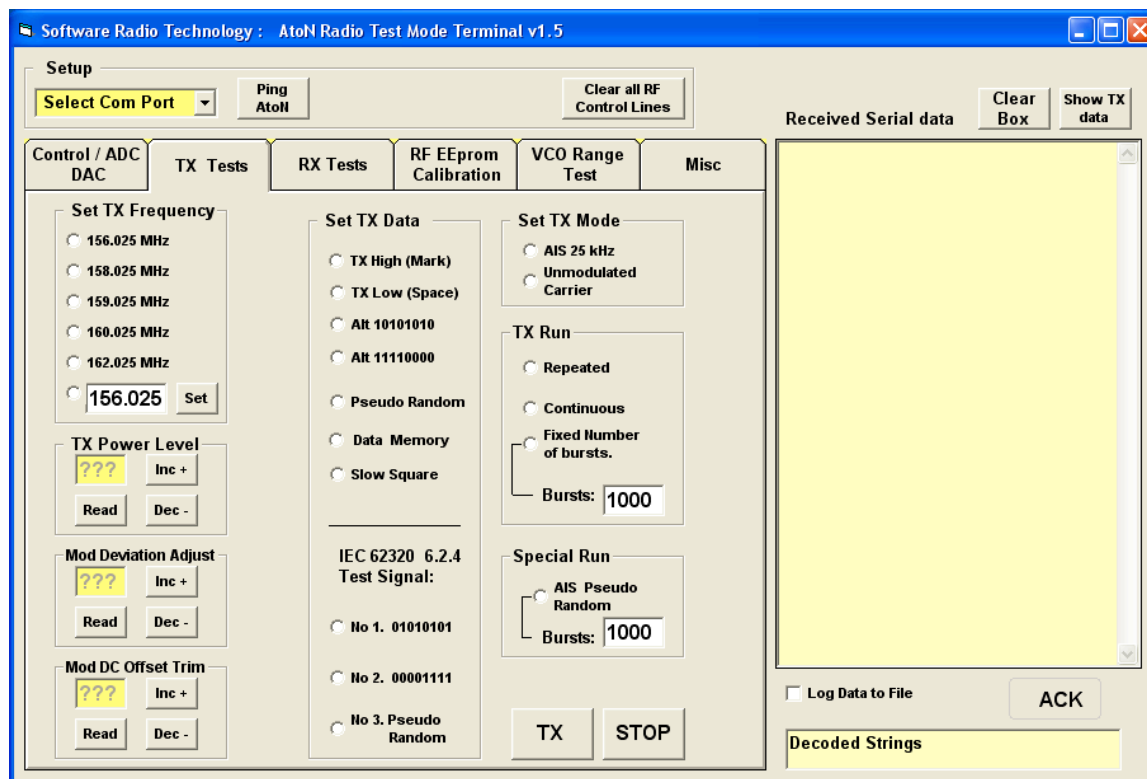 Software Radio Technology : AtoN Radio Test Mode Terminal v1.5
Setup
Select Com Port
Ping
AtoN
Clear all RF
Control Lines
Received Serial data
Clear
Box
Show TX
data
Control / ADC
DAC
TX Tests
RX Tests
RF EEprom
Calibration
VCO Range
Test
Misc
Set TX Frequency
156.025 MHz
158.025 MHz
159.025 MHz
160.025 MHz
162.025 MHz
156.025
Set
TX Power Level
???
Inc +
Read
Dec -
Mod Deviation Adjust
???
Inc +
Read
Dec -
Mod DC Offset Trim
???
Inc +
Read
Dec -
Set TX Data
TX High (Mark)
TX Low (Space)
Alt 10101010
Alt 11110000
Pseudo Random
Data Memory
Slow Square
IEC 62320 6.2.4
Test Signal:
No 1. 01010101
No 2. 00001111
No 3. Pseudo
Random
Set TX Mode
AIS 25 kHz
Unmodulated
Carrier
TX Run
Repeated
Continuous
Fixed Number
of bursts.
Bursts: 1000
Special Run
AIS Pseudo
Random
Bursts: 1000
TX
STOP
Log Data to File
ACK
Decoded Strings